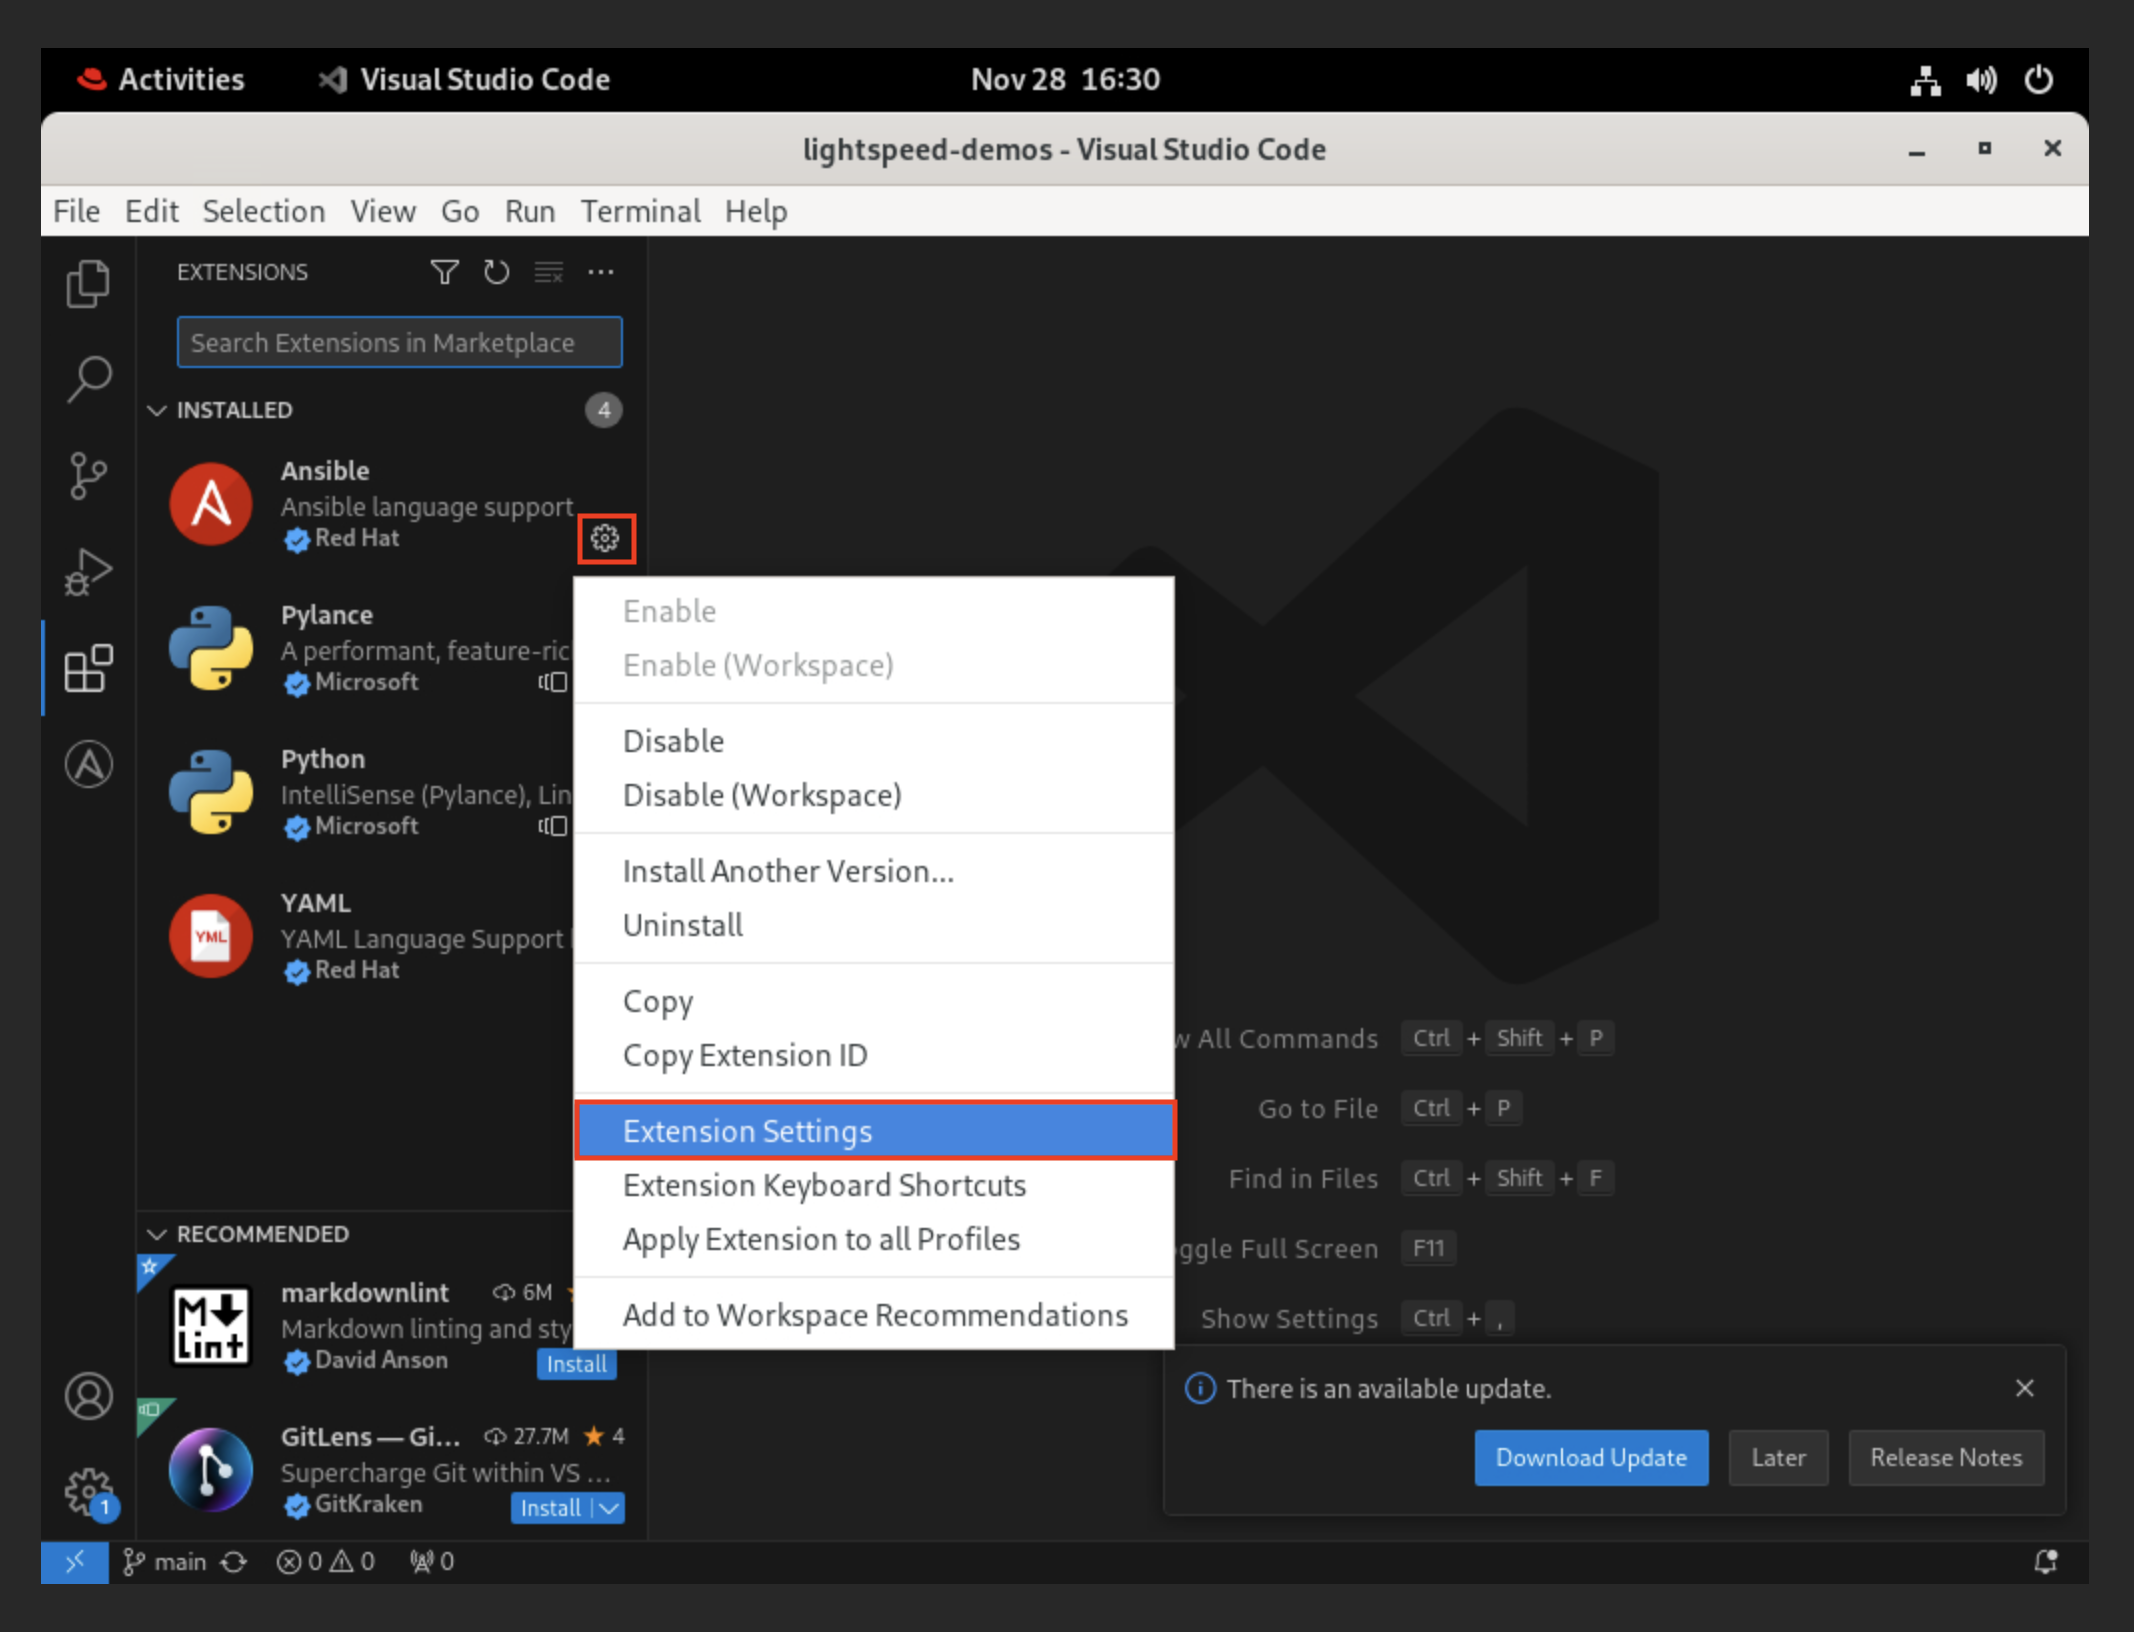 Activities Visual Studio Code Nov 28 16:30
lightspeed-demos - Visual Studio Code
File Edit Selection View Go Run Terminal Help
EXTENSIONS
Search Extensions in Marketplace
INSTALLED 4
Ansible
Ansible language support
Red Hat
Pylance
A performant, feature-ric
Microsoft
Python
IntelliSense (Pylance), Lin
Microsoft
YML
YAML
YAML Language Support
Red Hat
Enable
Enable (Workspace)
Disable
Disable (Workspace)
Install Another Version...
Uninstall
Copy
Copy Extension ID
Extension Settings
Extension Keyboard Shortcuts
Apply Extension to all Profiles
Add to Workspace Recommendations
w All Commands Ctrl + Shift + P
Go to File Ctrl + P
Find in Files Ctrl + Shift + F
ggle Full Screen F11
Show Settings Ctrl + ,
RECOMMENDED
M
Lint
markdownlint 6M
Markdown linting and sty
David Anson Install
GitLens — Gi... 27.7M ★ 4
Supercharge Git within VS ...
GitKraken Install
There is an available update.
Download Update Later Release Notes
1
main 0 0 0